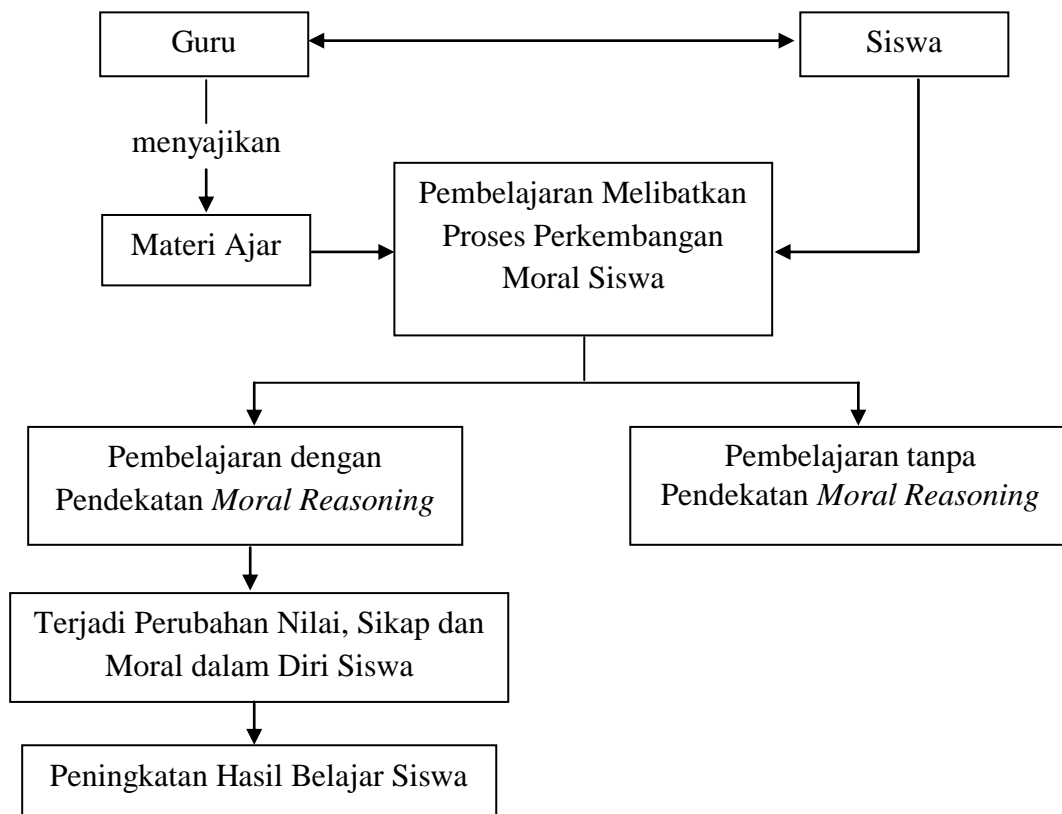 Guru
Siswa
menyajikan
Materi Ajar
Pembelajaran Melibatkan
Proses Perkembangan
Moral Siswa
Pembelajaran dengan
Pendekatan Moral Reasoning
Pembelajaran tanpa
Pendekatan Moral Reasoning
Terjadi Perubahan Nilai, Sikap dan
Moral dalam Diri Siswa
Peningkatan Hasil Belajar Siswa